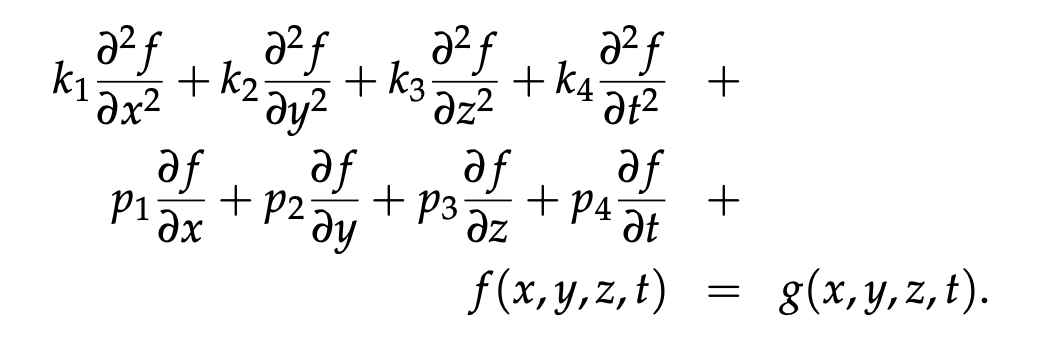 k₁ ∂²f/∂x² + k₂ ∂²f/∂y² + k₃ ∂²f/∂z² + k₄ ∂²f/∂t² +
p₁ ∂f/∂x + p₂ ∂f/∂y + p₃ ∂f/∂z + p₄ ∂f/∂t +
f(x, y, z, t) = g(x, y, z, t).